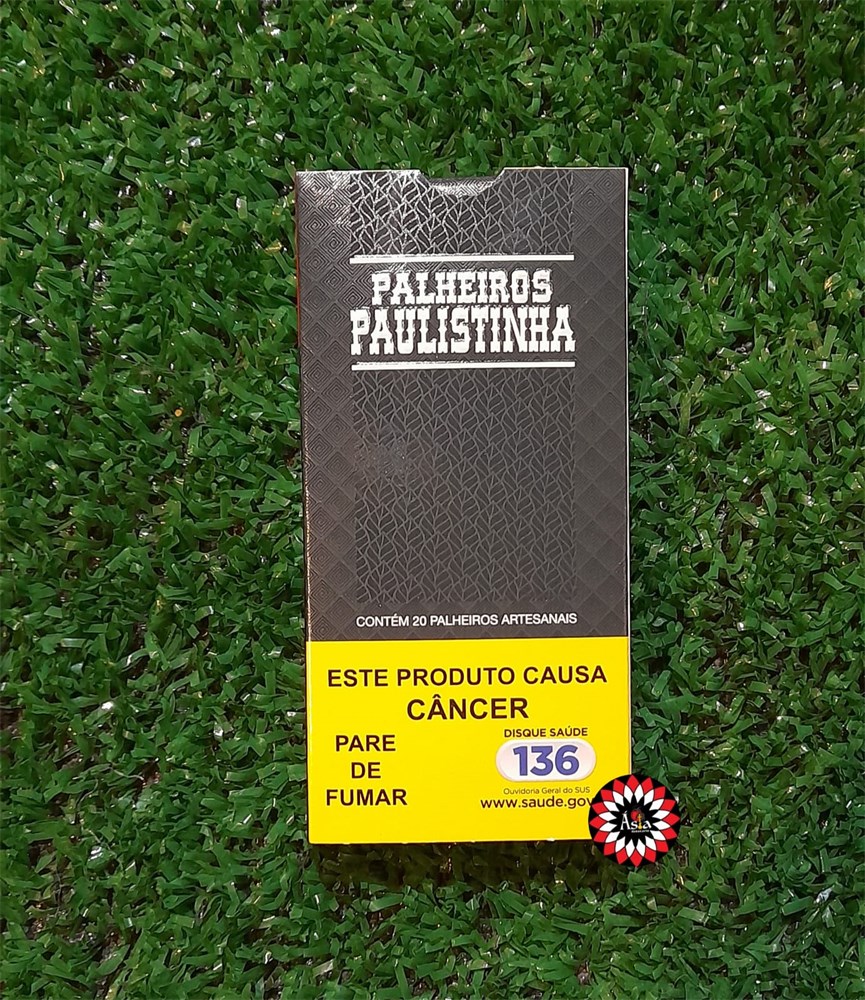 PALHEIROS
PAULISTINHA
CONTÉM 20 PALHEIROS ARTESANAIS
ESTE PRODUTO CAUSA
CÂNCER
PARE
DE
FUMAR
DISQUE SAÚDE
136
Ouvidoria Geral do SUS
www.saude.gov
Asia